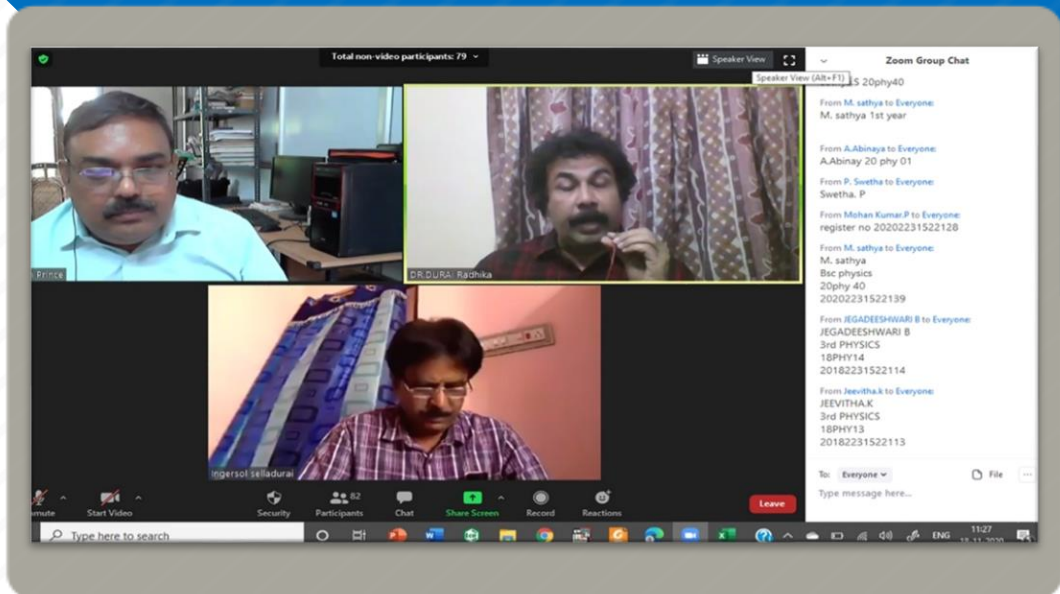 Total non-video participants: 79
Speaker View
Speaker View (Alt+F1)
Prince
DR.DURAI Radhika
Ingersol selladurai
Start Video
Security
Participants
82
Chat
Share Screen
Record
Reactions
Leave
Zoom Group Chat
20phy40
From M. sathya to Everyone:
M. sathya 1st year
From A.Abinaya to Everyone:
A.Abinay 20 phy 01
From P. Swetha to Everyone:
Swetha. P
From Mohan Kumar.P to Everyone:
register no 20202231522128
From M. sathya to Everyone:
M. sathya
Bsc physics
20phy 40
20202231522139
From JEGADEESHWARI B to Everyone:
JEGADEESHWARI B
3rd PHYSICS
18PHY14
20182231522114
From Jeevitha.k to Everyone:
JEEVITHA.K
3rd PHYSICS
18PHY13
20182231522113
To: Everyone
File
Type message here...
Type here to search
ENG
11:27
18-11-2020